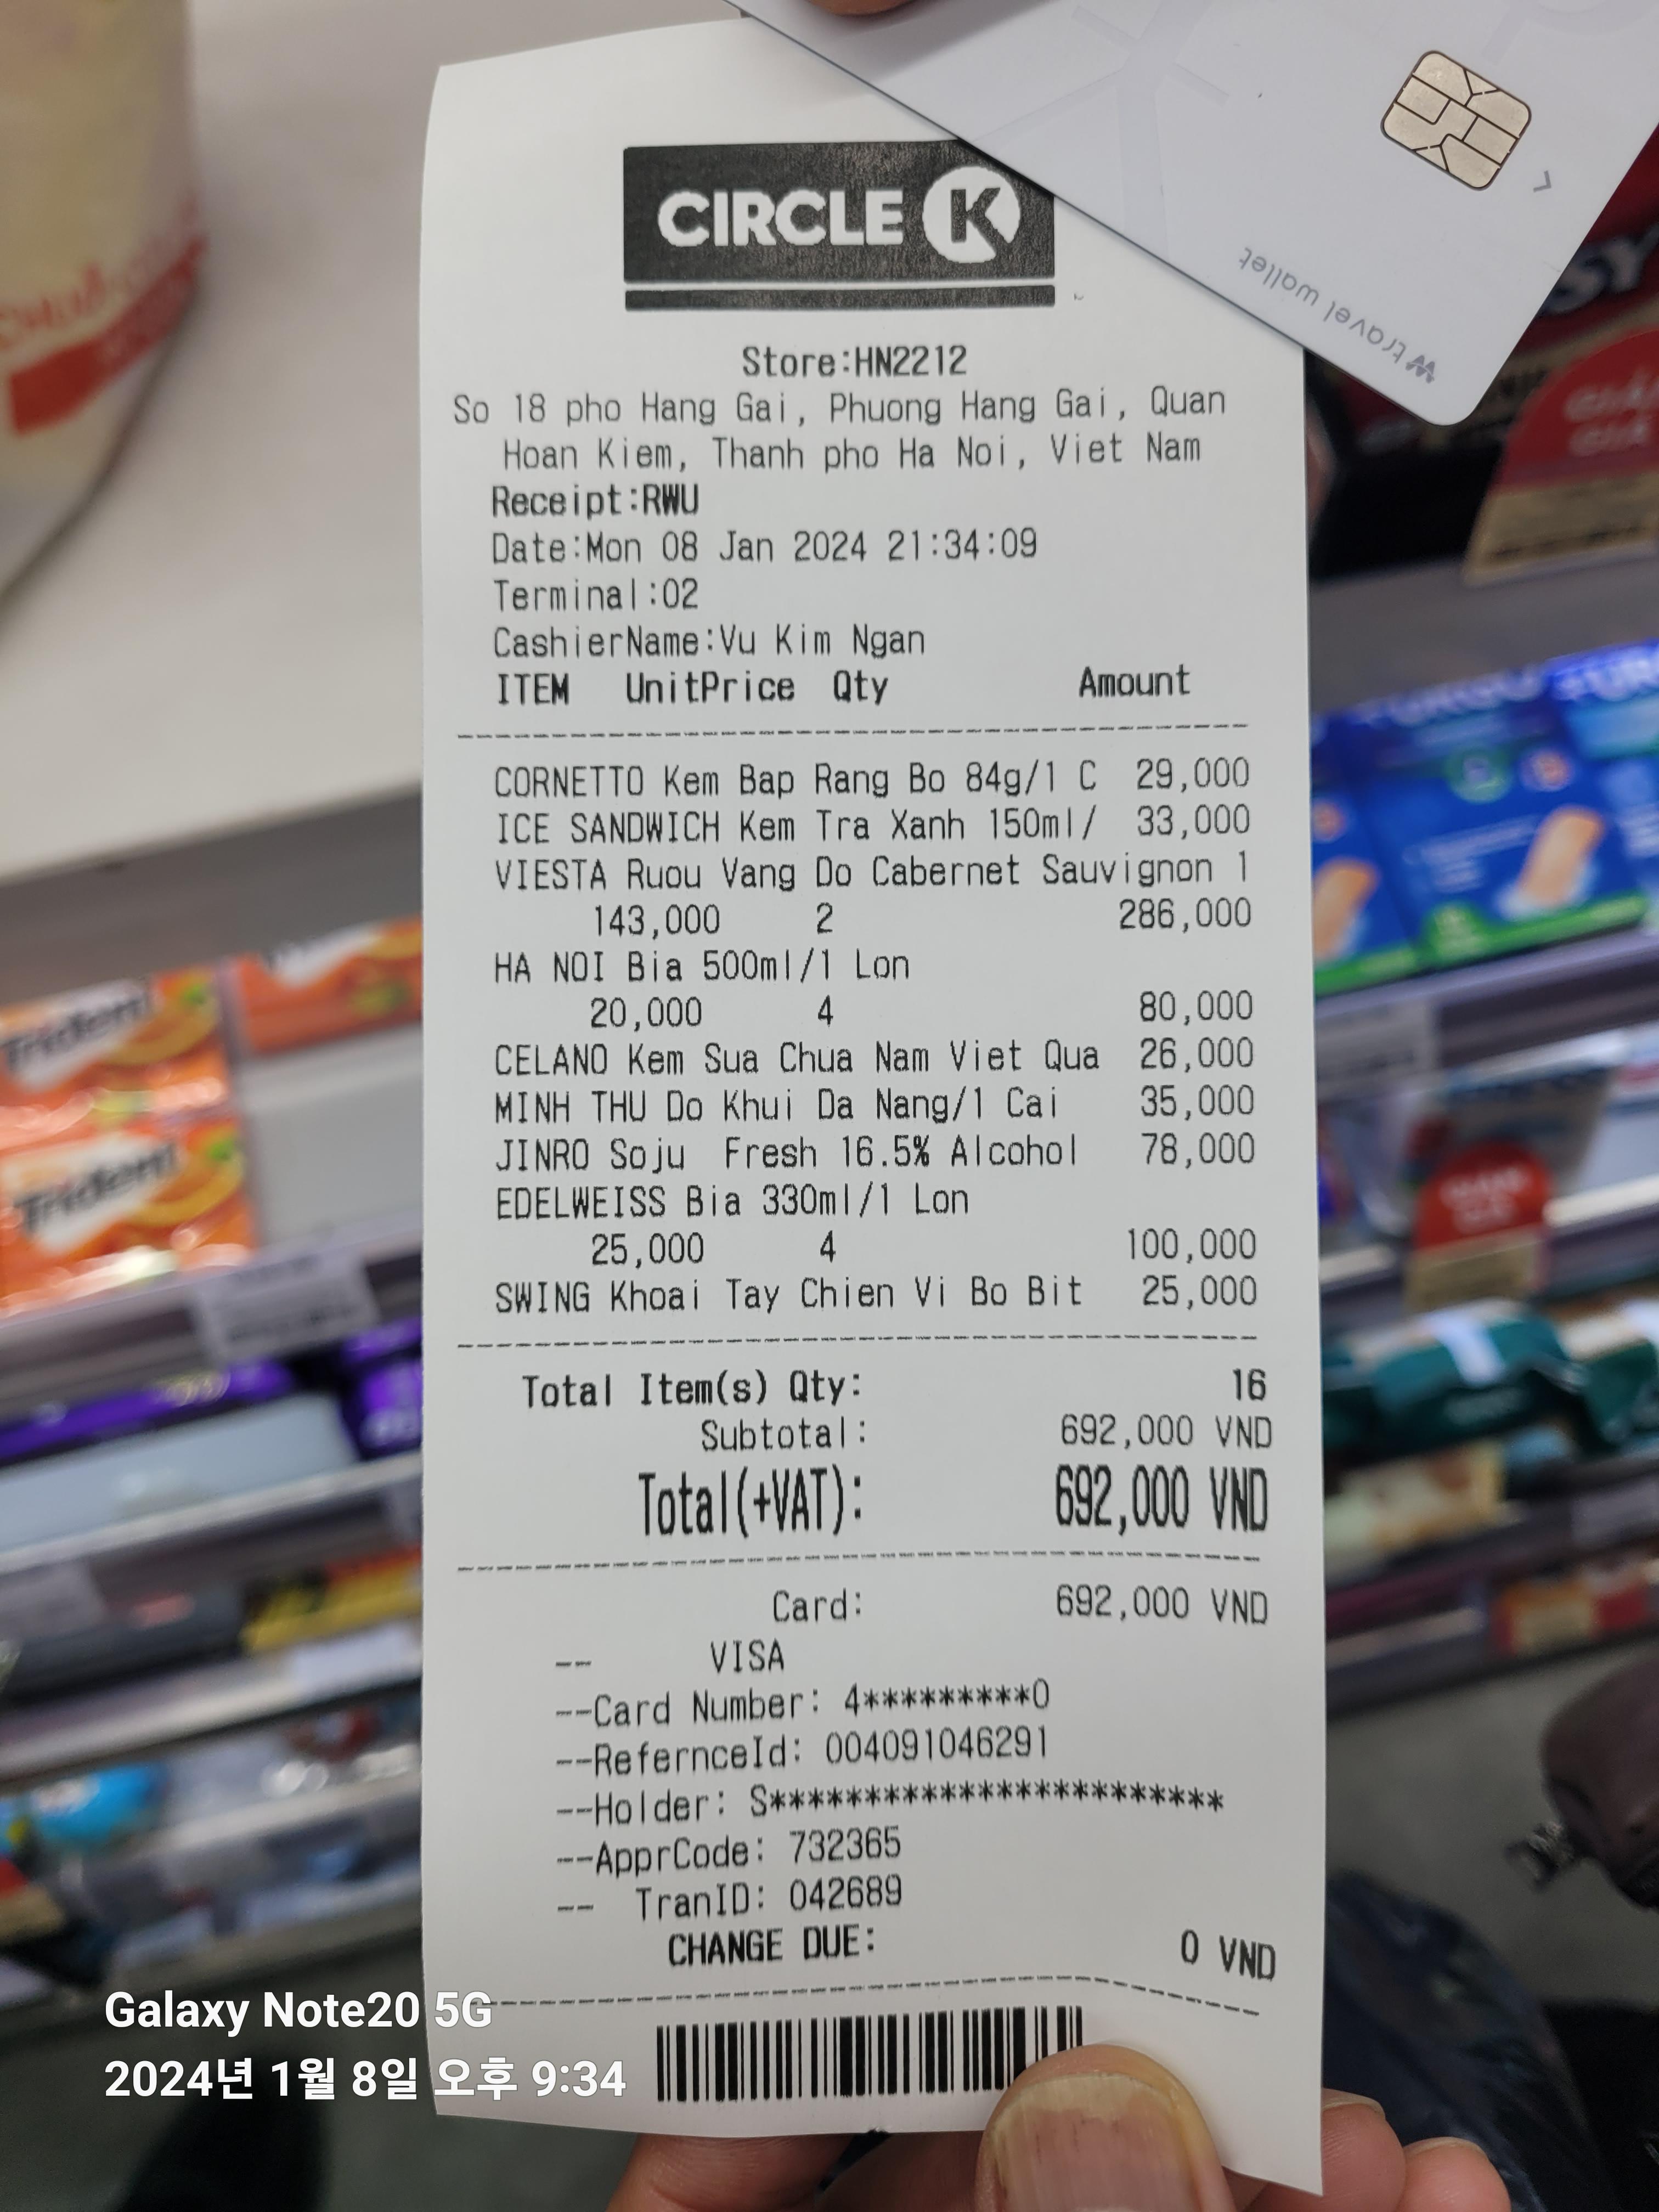 CIRCLE K
travel wallet
Store:HN2212
So 18 pho Hang Gai, Phuong Hang Gai, Quan
Hoan Kiem, Thanh pho Ha Noi, Viet Nam
Receipt:RWU
Date:Mon 08 Jan 2024 21:34:09
Terminal:02
CashierName:Vu Kim Ngan
ITEM UnitPrice Qty Amount
CORNETTO Kem Bap Rang Bo 84g/1 C 29,000
ICE SANDWICH Kem Tra Xanh 150ml/ 33,000
VIESTA Ruou Vang Do Cabernet Sauvignon 1
143,000 2 286,000
HA NOI Bia 500ml/1 Lon
20,000 4 80,000
CELANO Kem Sua Chua Nam Viet Qua 26,000
MINH THU Do Khui Da Nang/1 Cai 35,000
JINRO Soju Fresh 16.5% Alcohol 78,000
EDELWEISS Bia 330ml/1 Lon
25,000 4 100,000
SWING Khoai Tay Chien Vi Bo Bit 25,000
Total Item(s) Qty: 16
Subtotal: 692,000 VND
Total(+VAT): 692,000 VND
Card: 692,000 VND
-- VISA
--Card Number: 4*********0
--RefernceId: 004091046291
--Holder: S************************
--ApprCode: 732365
-- TranID: 042689
CHANGE DUE: 0 VND
Trident
Trident
Galaxy Note20 5G
2024년 1월 8일 오후 9:34